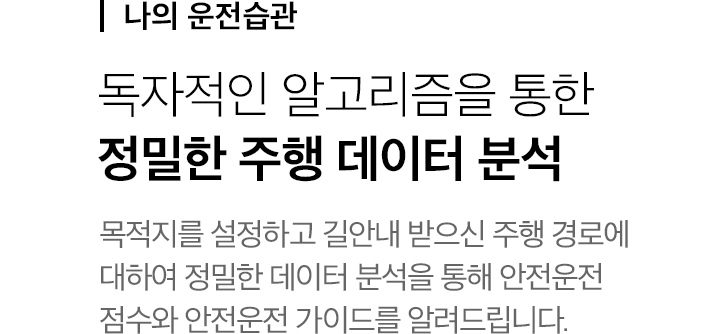 나의 운전습관
독자적인 알고리즘을 통한
정밀한 주행 데이터 분석
목적지를 설정하고 길안내 받으신 주행 경로에
대하여 정밀한 데이터 분석을 통해 안전운전
점수와 안전운전 가이드를 알려드립니다.